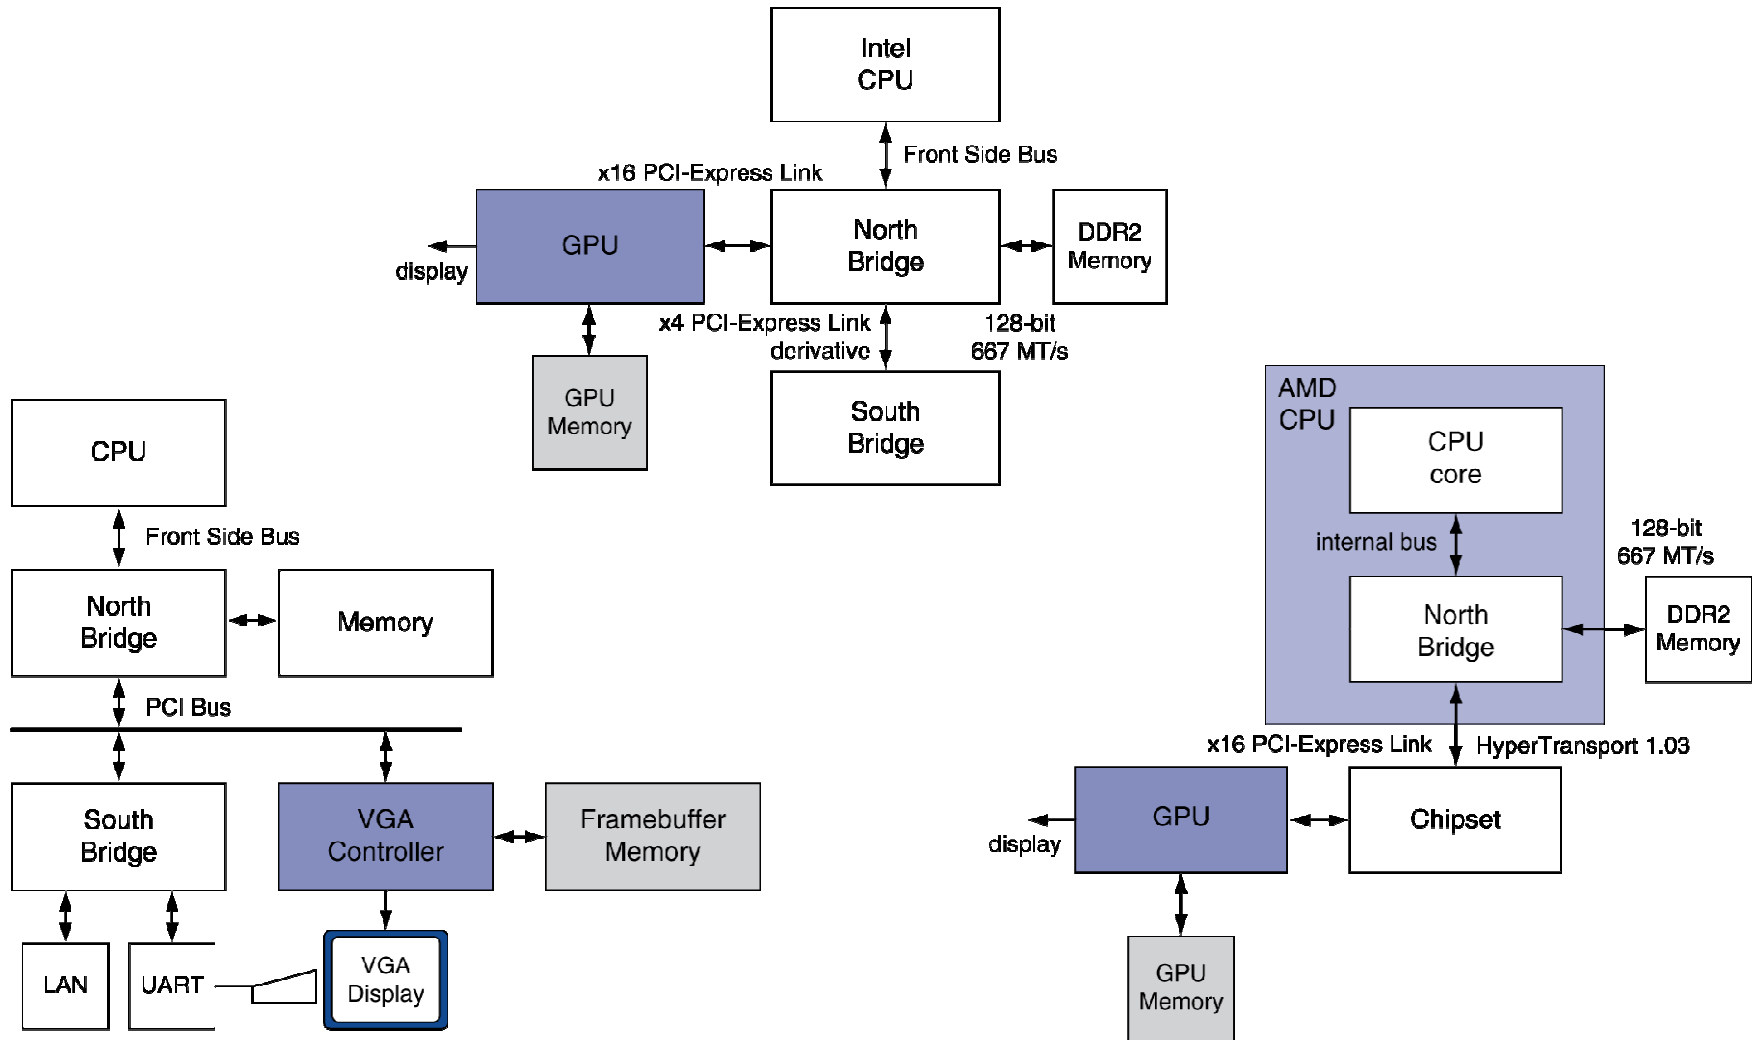 Intel
CPU
Front Side Bus
x16 PCI-Express Link
GPU
North
Bridge
DDR2
Memory
display
x4 PCI-Express Link
derivative
128-bit
667 MT/s
GPU
Memory
South
Bridge
CPU
Front Side Bus
North
Bridge
Memory
PCI Bus
South
Bridge
VGA
Controller
Framebuffer
Memory
LAN
UART
VGA
Display
AMD
CPU
CPU
core
internal bus
128-bit
667 MT/s
North
Bridge
DDR2
Memory
x16 PCI-Express Link
HyperTransport 1.03
GPU
Chipset
display
GPU
Memory